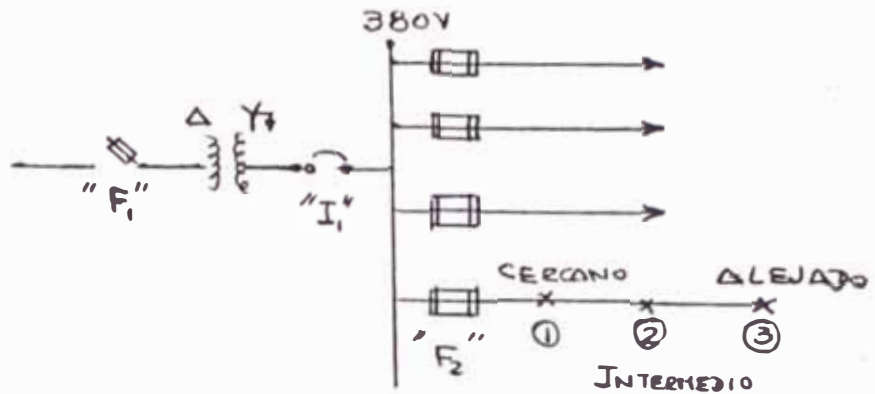 380V
Δ Y
"F₁"
"I₁"
CERCANO ALEJADO
"F₂" ① ② ③
INTERMEDIO